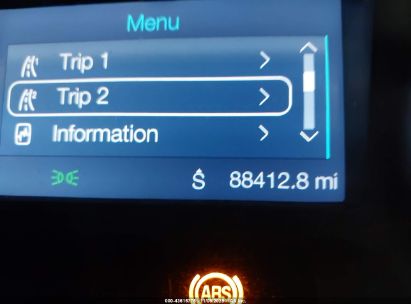 Menu
Trip 1
Trip 2
Information
S 88412.8 mi
ABS